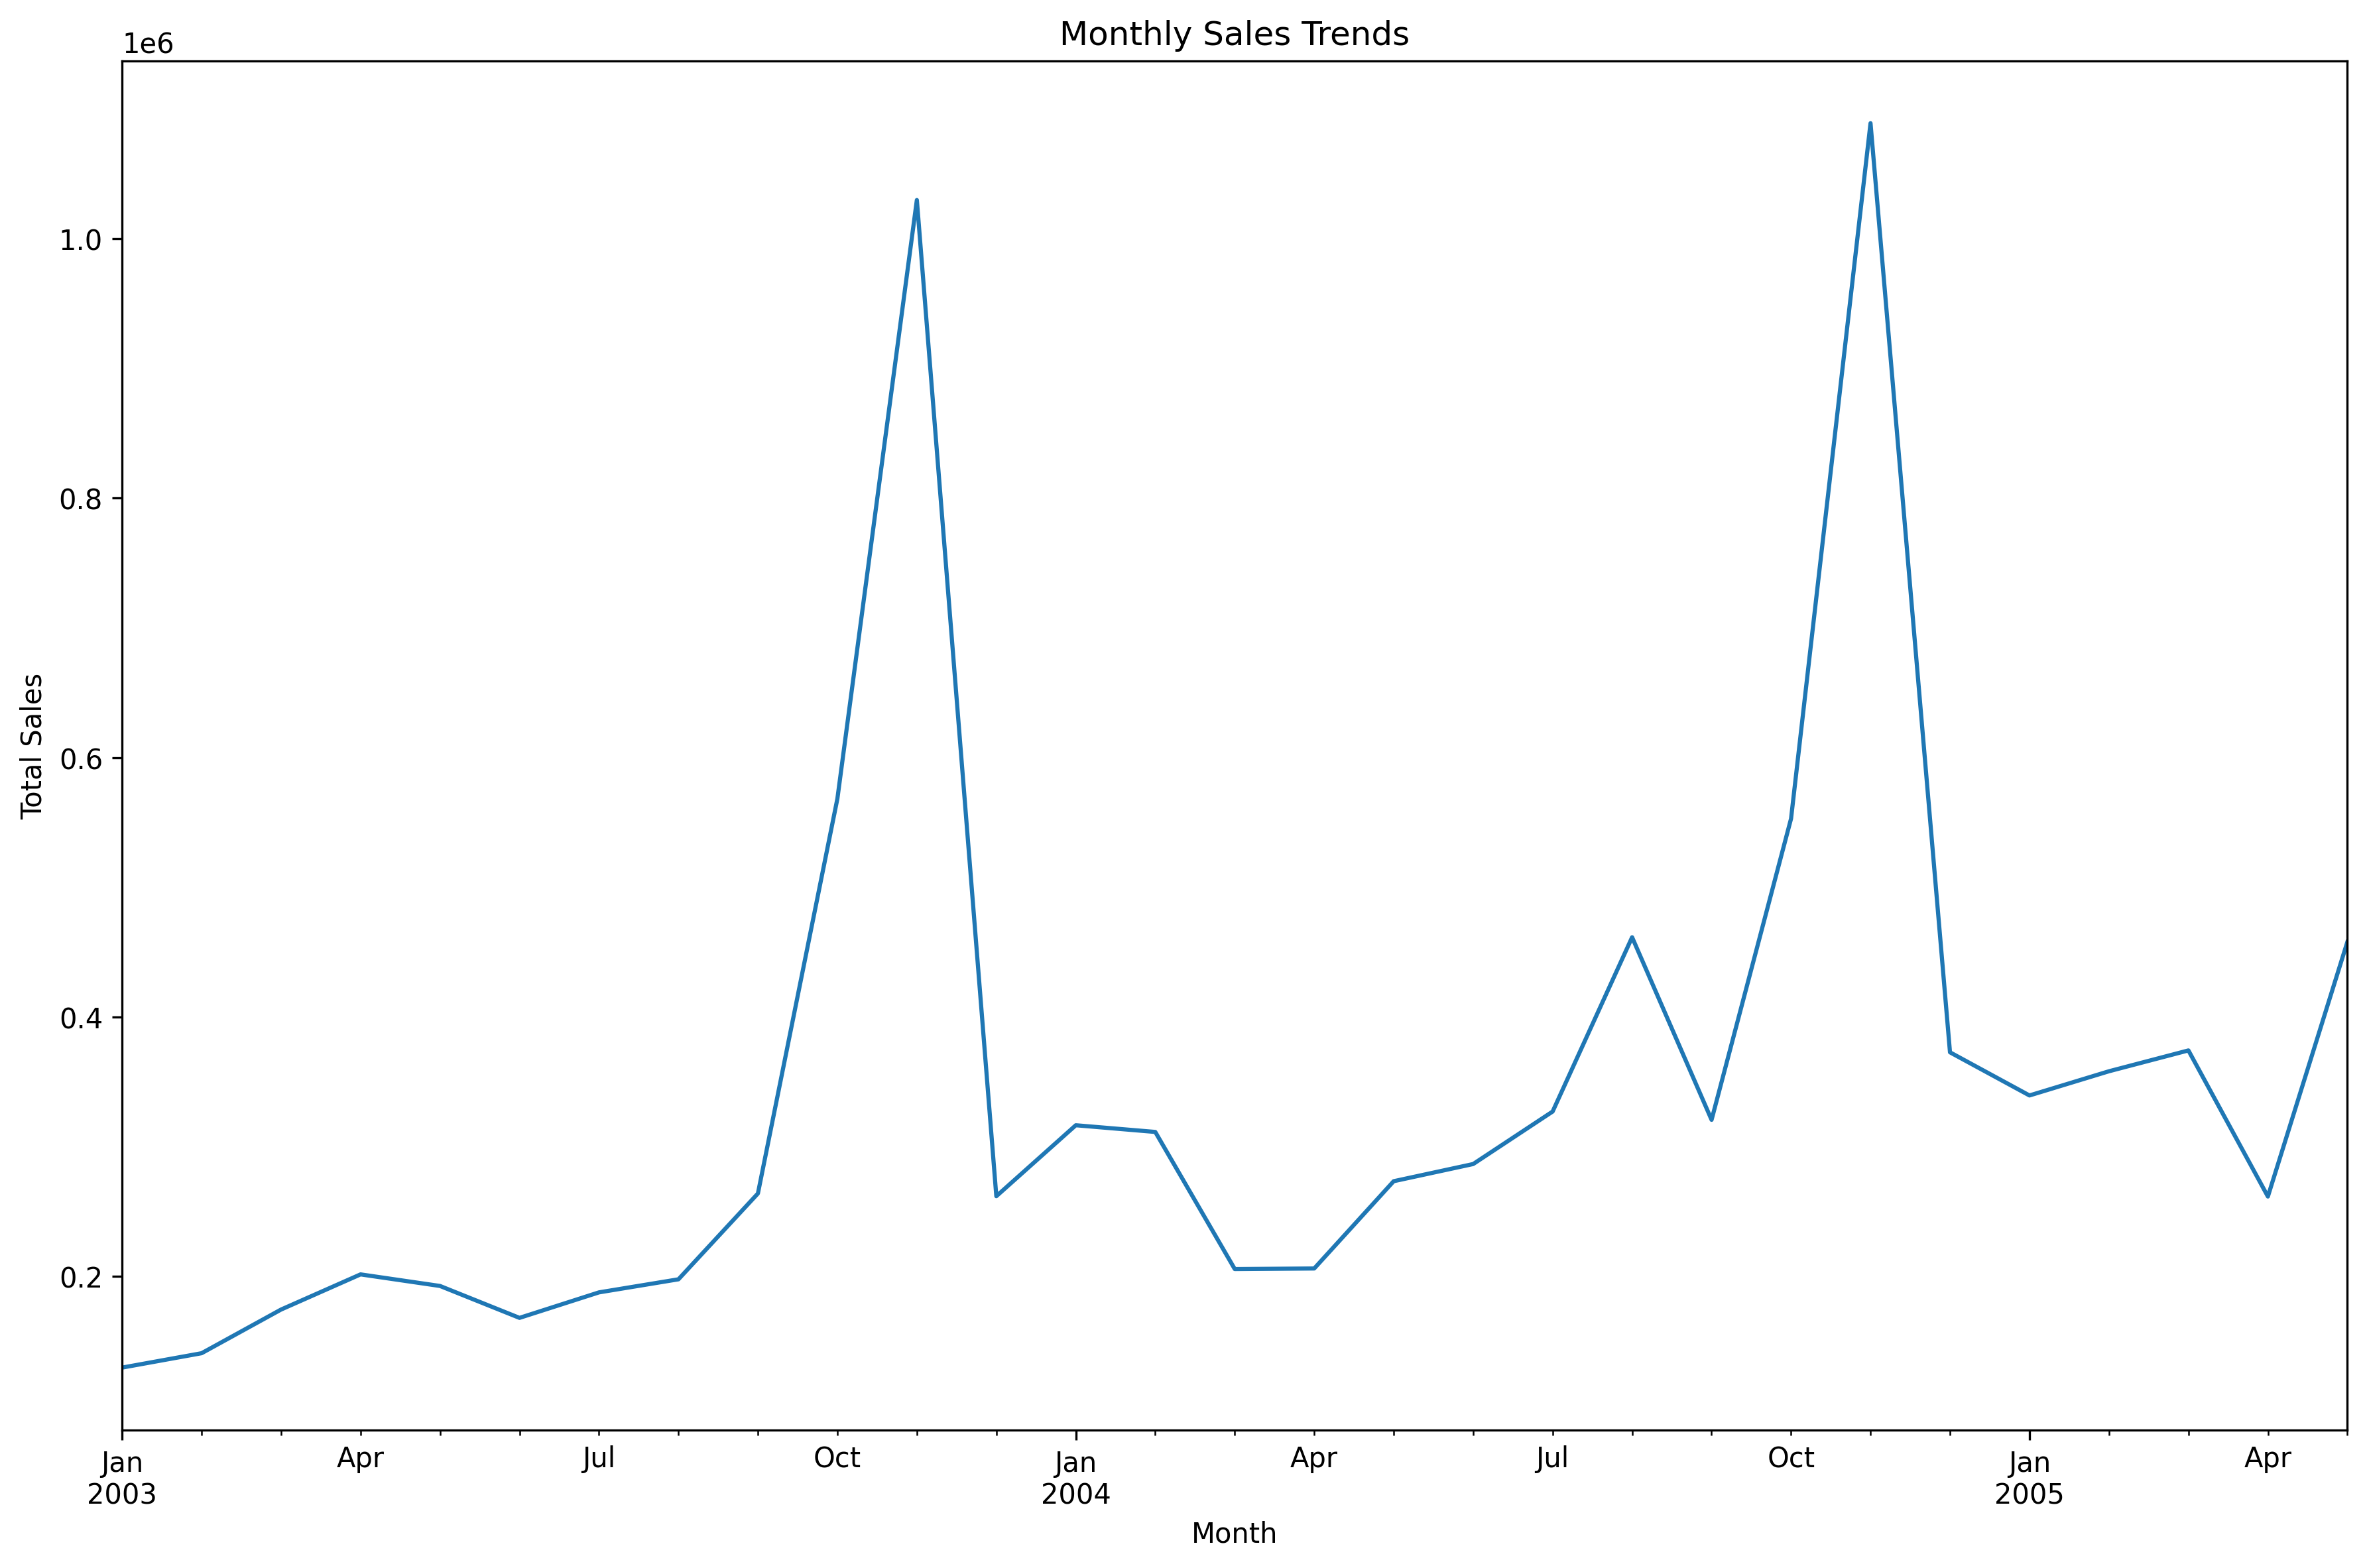 Monthly Sales Trends
1e6
1.0
0.8
0.6
0.4
0.2
Total Sales
Jan Apr Jul Oct Jan Apr Jul Oct Jan Apr
2003 2004 2005
Month